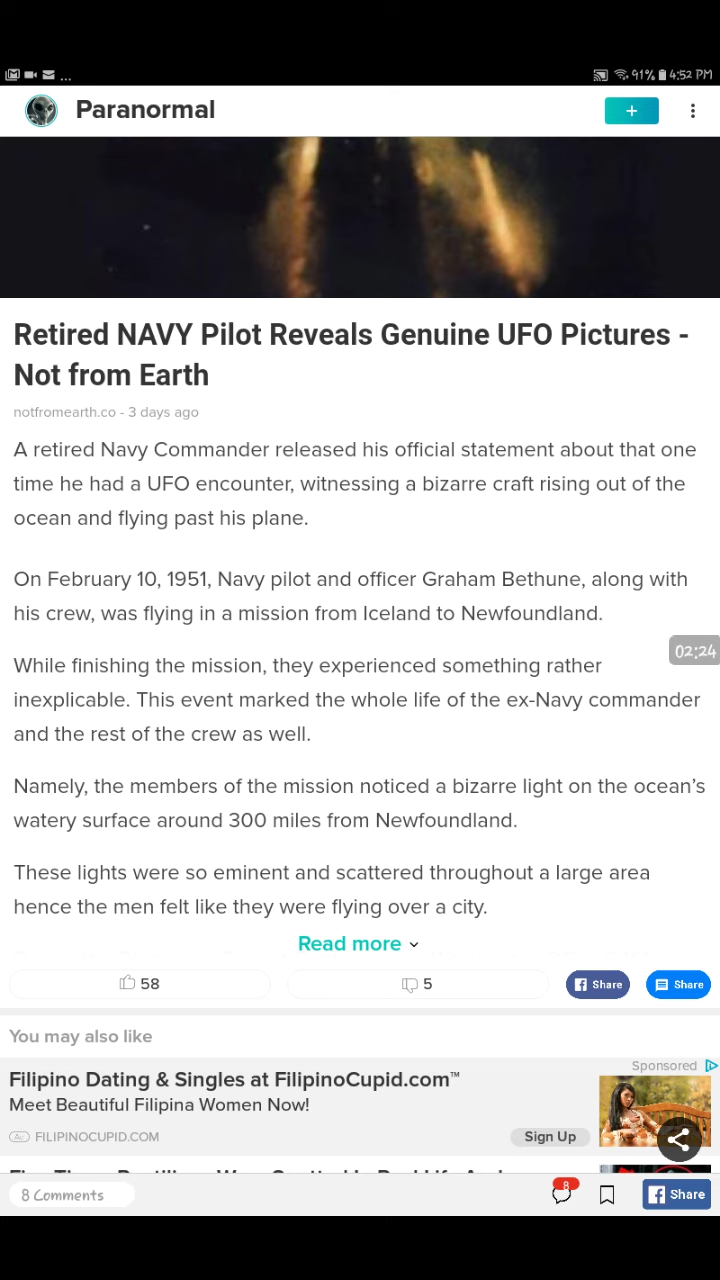 ... 91% 4:52 PM
Paranormal
+
Retired NAVY Pilot Reveals Genuine UFO Pictures -
Not from Earth
notfromearth.co - 3 days ago
A retired Navy Commander released his official statement about that one
time he had a UFO encounter, witnessing a bizarre craft rising out of the
ocean and flying past his plane.
On February 10, 1951, Navy pilot and officer Graham Bethune, along with
his crew, was flying in a mission from Iceland to Newfoundland.
02:24
While finishing the mission, they experienced something rather
inexplicable. This event marked the whole life of the ex-Navy commander
and the rest of the crew as well.
Namely, the members of the mission noticed a bizarre light on the ocean's
watery surface around 300 miles from Newfoundland.
These lights were so eminent and scattered throughout a large area
hence the men felt like they were flying over a city.
Read more
58 5 Share Share
You may also like
Sponsored
Filipino Dating & Singles at FilipinoCupid.com™
Meet Beautiful Filipina Women Now!
Ad FILIPINOCUPID.COM Sign Up
8 Comments 8 Share